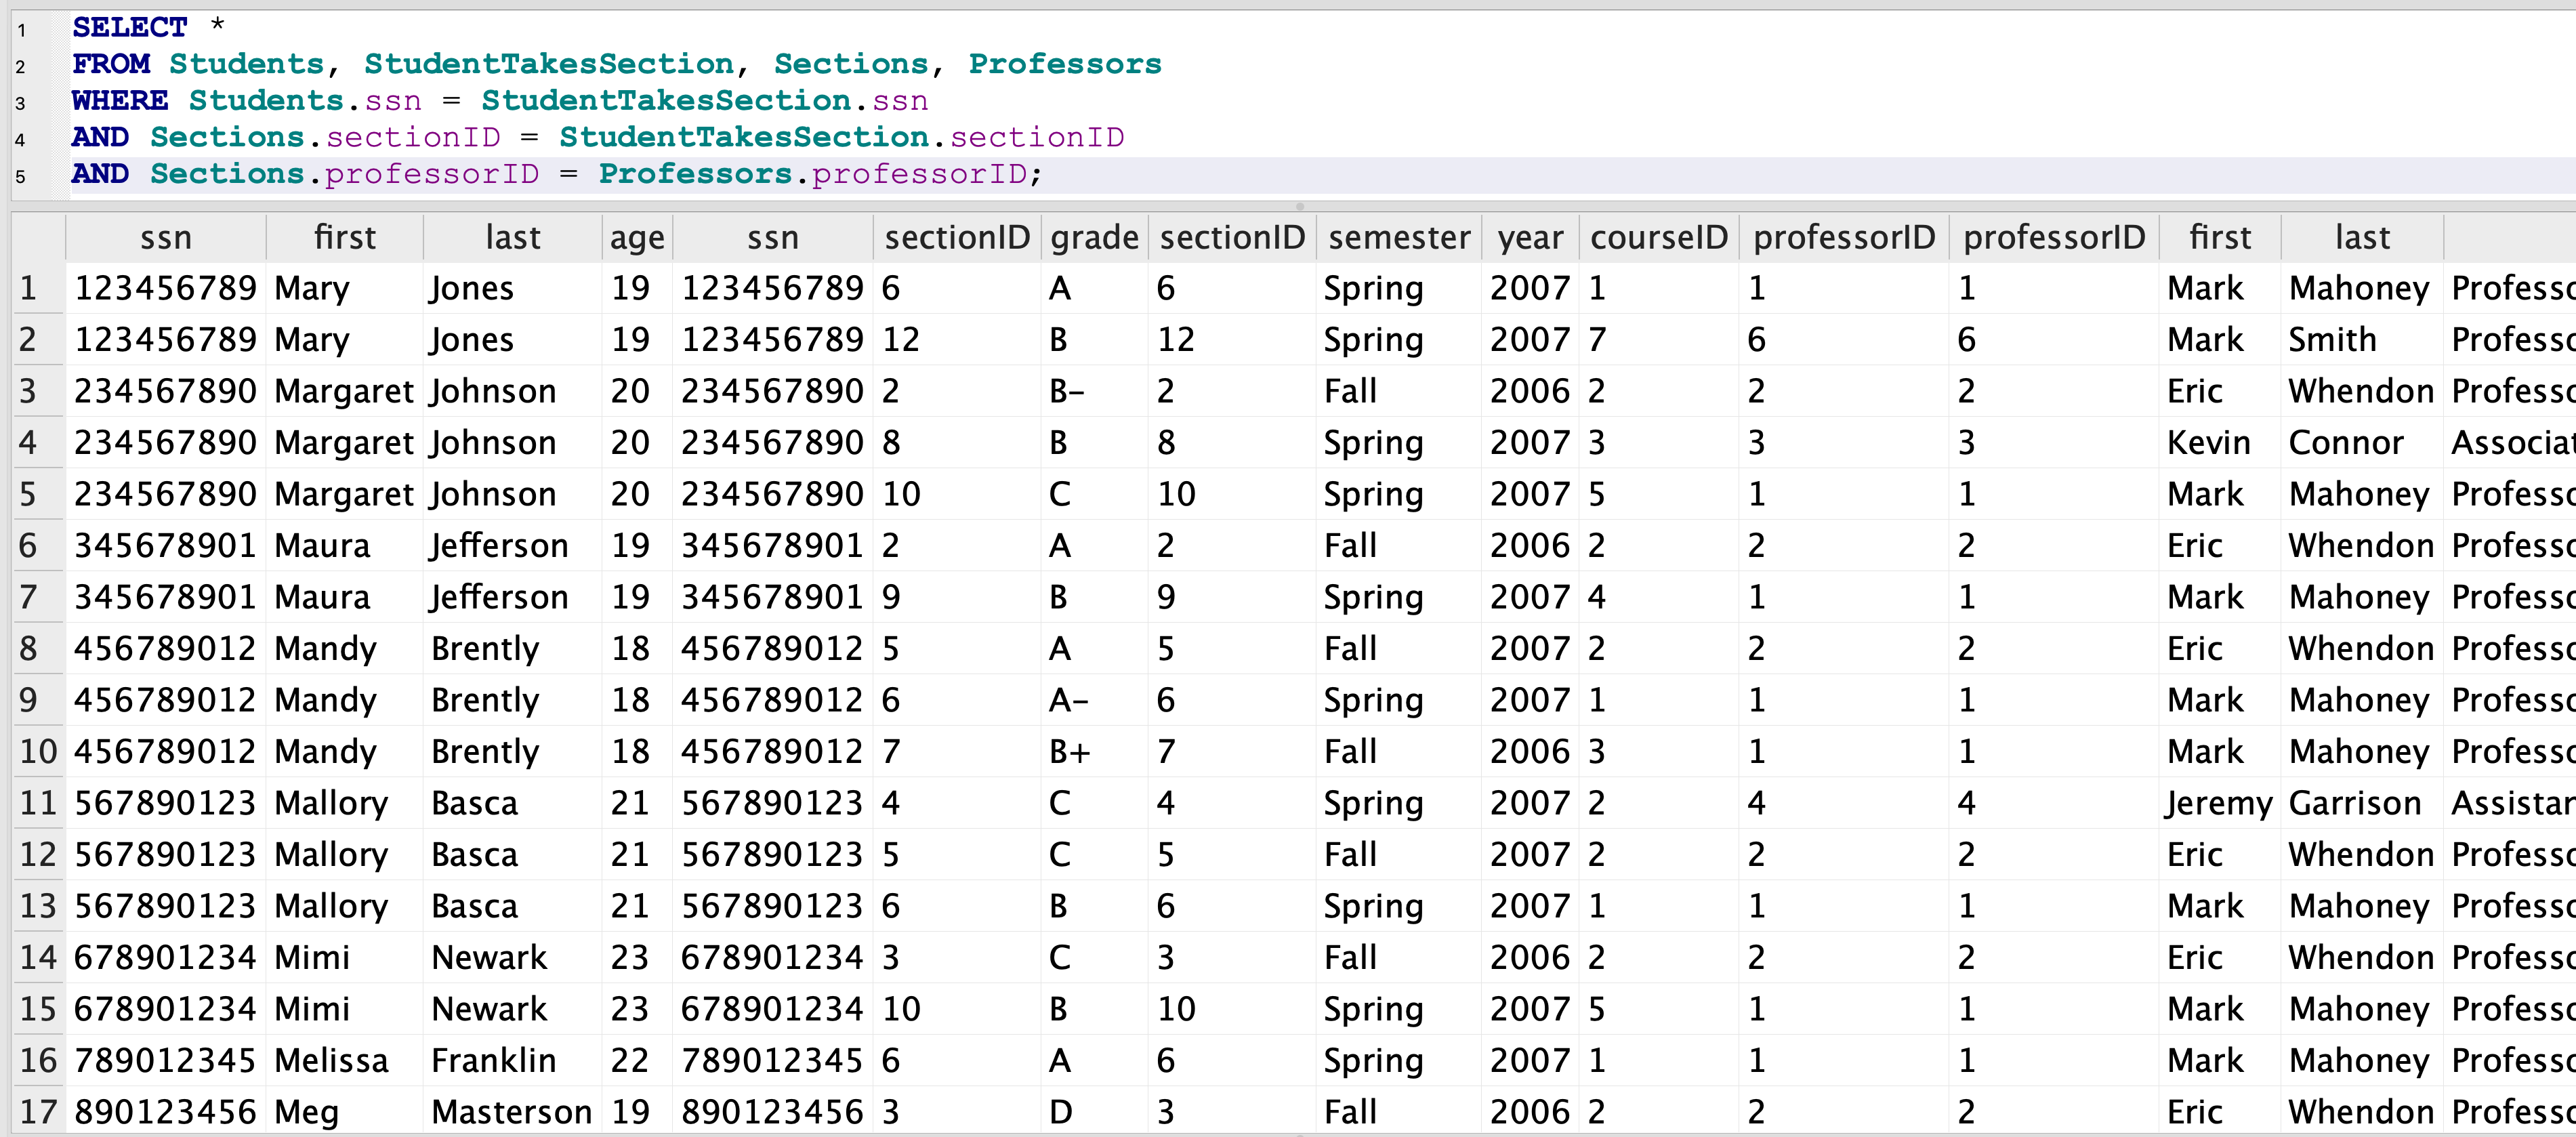 1 SELECT *
2 FROM Students, StudentTakesSection, Sections, Professors
3 WHERE Students.ssn = StudentTakesSection.ssn
4 AND Sections.sectionID = StudentTakesSection.sectionID
5 AND Sections.professorID = Professors.professorID;
ssn first last age ssn sectionID grade sectionID semester year courseID professorID professorID first last
1 123456789 Mary Jones 19 123456789 6 A 6 Spring 2007 1 1 1 Mark Mahoney Professo
2 123456789 Mary Jones 19 123456789 12 B 12 Spring 2007 7 6 6 Mark Smith Professo
3 234567890 Margaret Johnson 20 234567890 2 B- 2 Fall 2006 2 2 2 Eric Whendon Professo
4 234567890 Margaret Johnson 20 234567890 8 B 8 Spring 2007 3 3 3 Kevin Connor Associat
5 234567890 Margaret Johnson 20 234567890 10 C 10 Spring 2007 5 1 1 Mark Mahoney Professo
6 345678901 Maura Jefferson 19 345678901 2 A 2 Fall 2006 2 2 2 Eric Whendon Professo
7 345678901 Maura Jefferson 19 345678901 9 B 9 Spring 2007 4 1 1 Mark Mahoney Professo
8 456789012 Mandy Brently 18 456789012 5 A 5 Fall 2007 2 2 2 Eric Whendon Professo
9 456789012 Mandy Brently 18 456789012 6 A- 6 Spring 2007 1 1 1 Mark Mahoney Professo
10 456789012 Mandy Brently 18 456789012 7 B+ 7 Fall 2006 3 1 1 Mark Mahoney Professo
11 567890123 Mallory Basca 21 567890123 4 C 4 Spring 2007 2 4 4 Jeremy Garrison Assistan
12 567890123 Mallory Basca 21 567890123 5 C 5 Fall 2007 2 2 2 Eric Whendon Professo
13 567890123 Mallory Basca 21 567890123 6 B 6 Spring 2007 1 1 1 Mark Mahoney Professo
14 678901234 Mimi Newark 23 678901234 3 C 3 Fall 2006 2 2 2 Eric Whendon Professo
15 678901234 Mimi Newark 23 678901234 10 B 10 Spring 2007 5 1 1 Mark Mahoney Professo
16 789012345 Melissa Franklin 22 789012345 6 A 6 Spring 2007 1 1 1 Mark Mahoney Professo
17 890123456 Meg Masterson 19 890123456 3 D 3 Fall 2006 2 2 2 Eric Whendon Professo